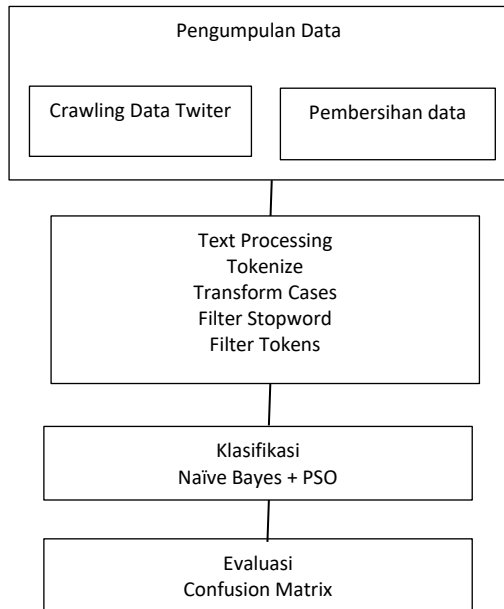 Pengumpulan Data
Crawling Data Twiter
Pembersihan data
Text Processing
Tokenize
Transform Cases
Filter Stopword
Filter Tokens
Klasifikasi
Naïve Bayes + PSO
Evaluasi
Confusion Matrix